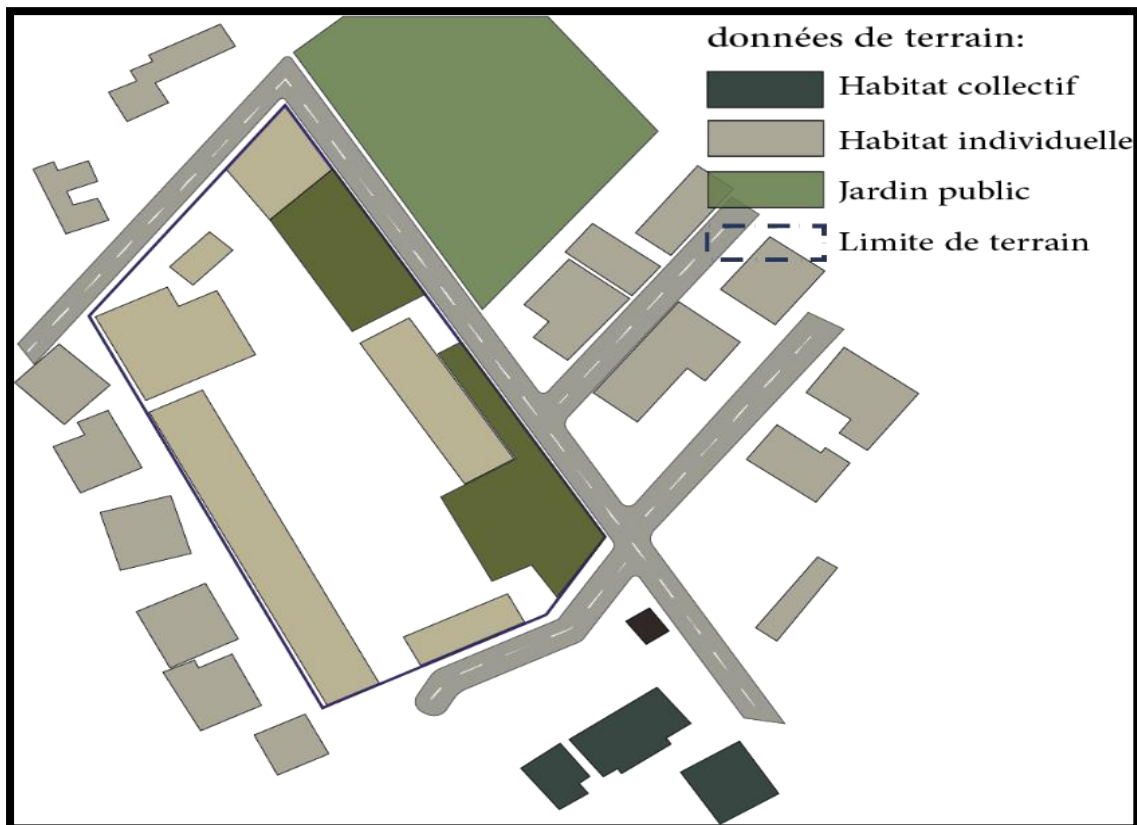 données de terrain:
Habitat collectif
Habitat individuelle
Jardin public
Limite de terrain